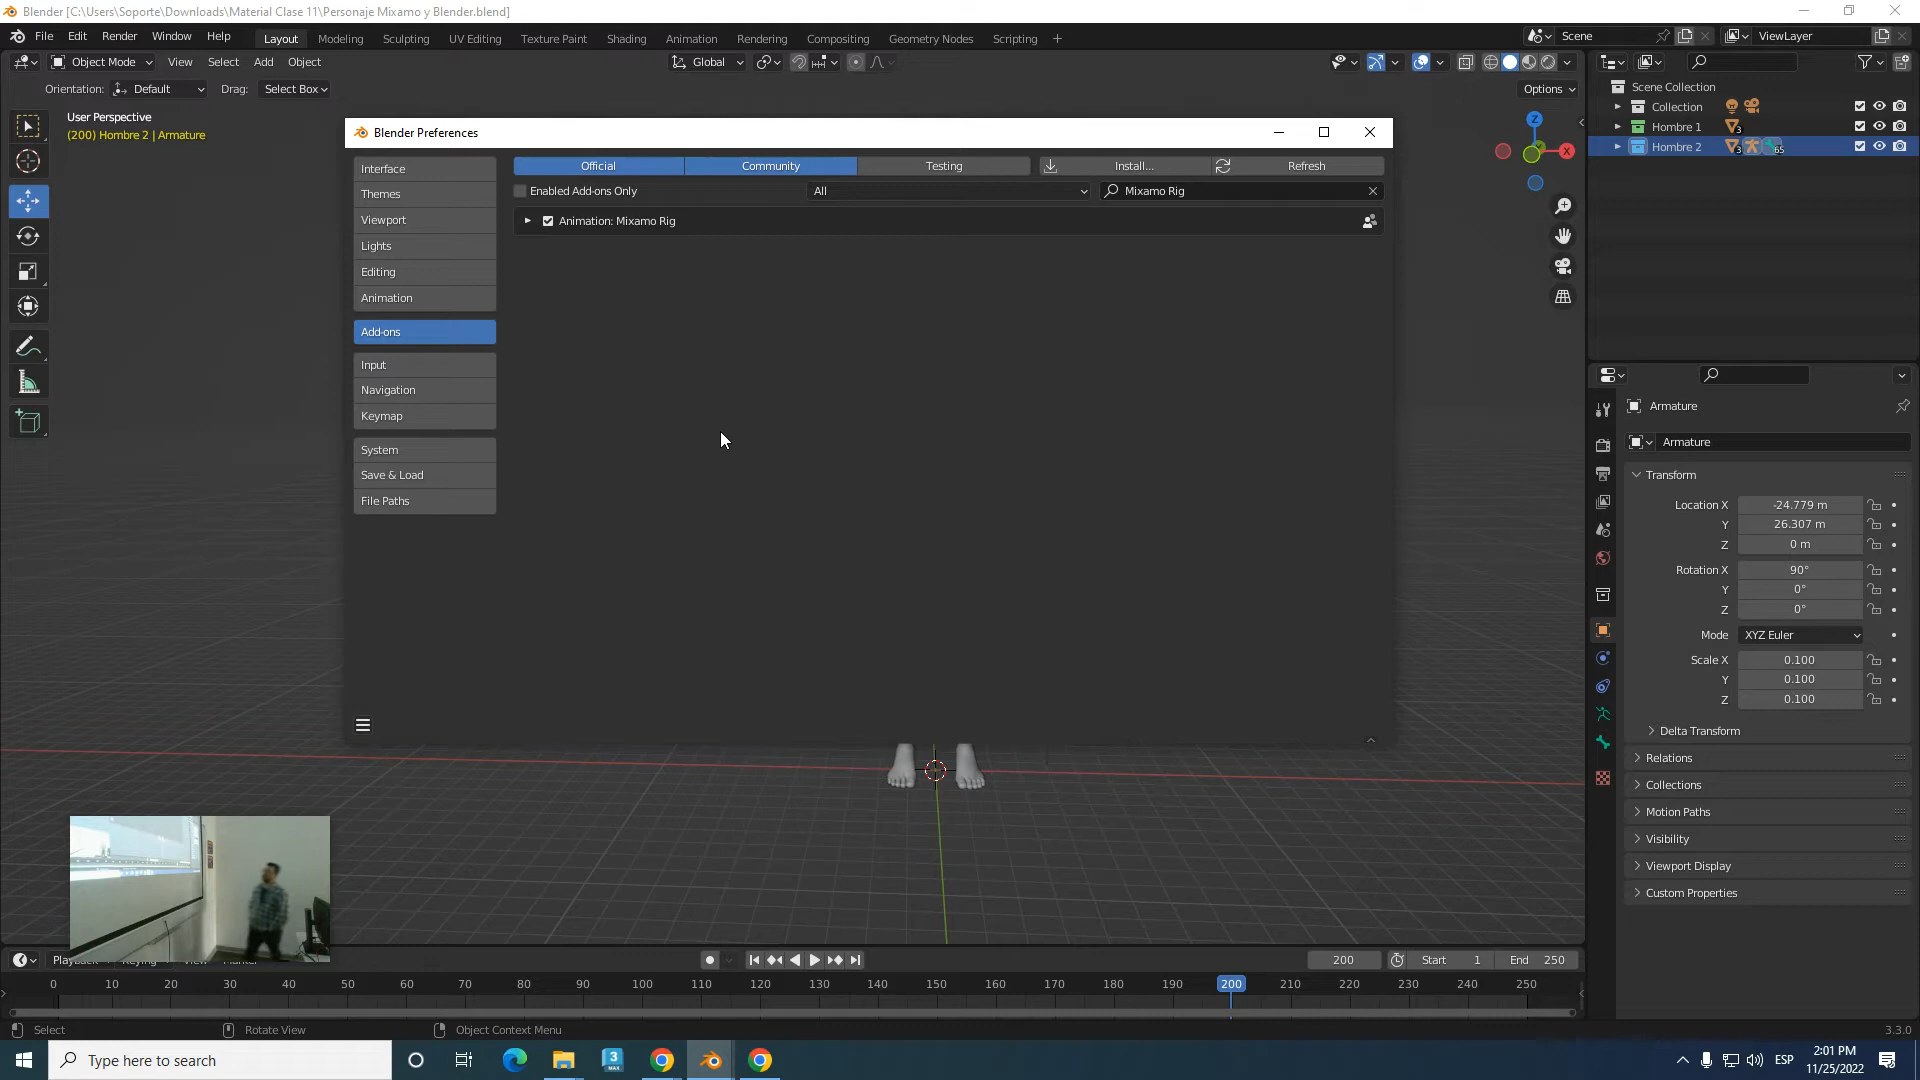 Blender [C:\Users\Soporte\Downloads\Material Clase 11\Personaje Mixamo y Blender.blend]
File Edit Render Window Help
Layout Modeling Sculpting UV Editing Texture Paint Shading Animation Rendering Compositing Geometry Nodes Scripting +
Scene
ViewLayer
Object Mode View Select Add Object
Global
Orientation: Default Drag: Select Box
Options
User Perspective
(200) Hombre 2 | Armature
Z
X
Scene Collection
Collection
Hombre 1
3
Hombre 2
3
65
Blender Preferences
Interface
Themes
Viewport
Lights
Editing
Animation
Add-ons
Input
Navigation
Keymap
System
Save & Load
File Paths
Official Community Testing Install... Refresh
Enabled Add-ons Only All Mixamo Rig
Animation: Mixamo Rig
Armature
Armature
Transform
Location X -24.779 m
Y 26.307 m
Z 0 m
Rotation X 90°
Y 0°
Z 0°
Mode XYZ Euler
Scale X 0.100
Y 0.100
Z 0.100
Delta Transform
Relations
Collections
Motion Paths
Visibility
Viewport Display
Custom Properties
200 Start 1 End 250
0 10 20 30 40 50 60 70 80 90 100 110 120 130 140 150 160 170 180 190 200 210 220 230 240 250
Select Rotate View Object Context Menu
3.3.0
Type here to search
3
MAX
ESP
2:01 PM
11/25/2022